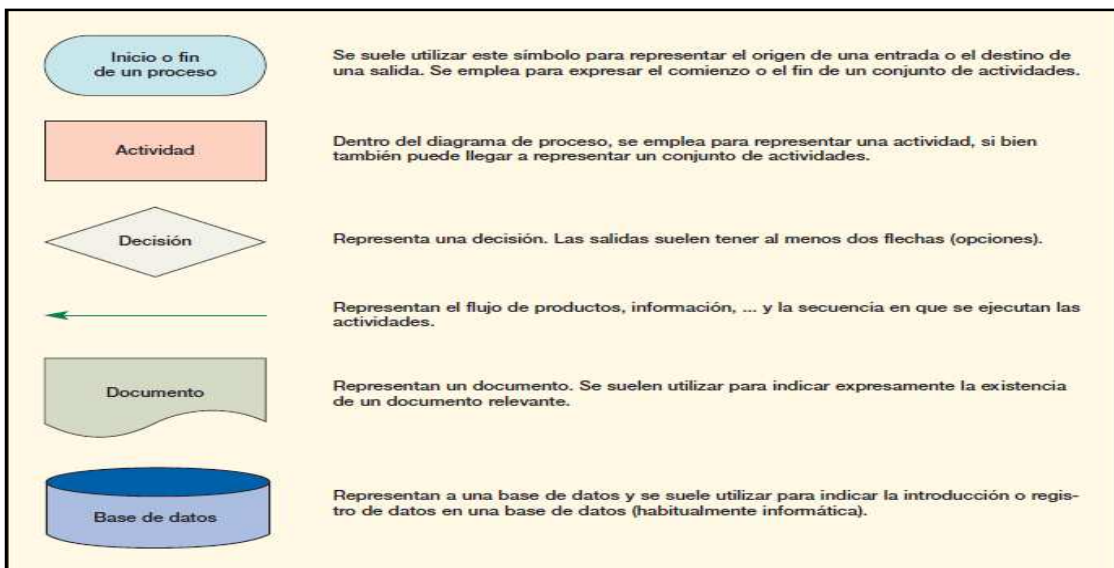 Inicio o fin
de un proceso
Se suele utilizar este símbolo para representar el origen de una entrada o el destino de
una salida. Se emplea para expresar el comienzo o el fin de un conjunto de actividades.
Actividad
Dentro del diagrama de proceso, se emplea para representar una actividad, si bien
también puede llegar a representar un conjunto de actividades.
Decisión
Representa una decisión. Las salidas suelen tener al menos dos flechas (opciones).
Representan el flujo de productos, información, ... y la secuencia en que se ejecutan las
actividades.
Documento
Representan un documento. Se suelen utilizar para indicar expresamente la existencia
de un documento relevante.
Base de datos
Representan a una base de datos y se suele utilizar para indicar la introducción o regis-
tro de datos en una base de datos (habitualmente informática).